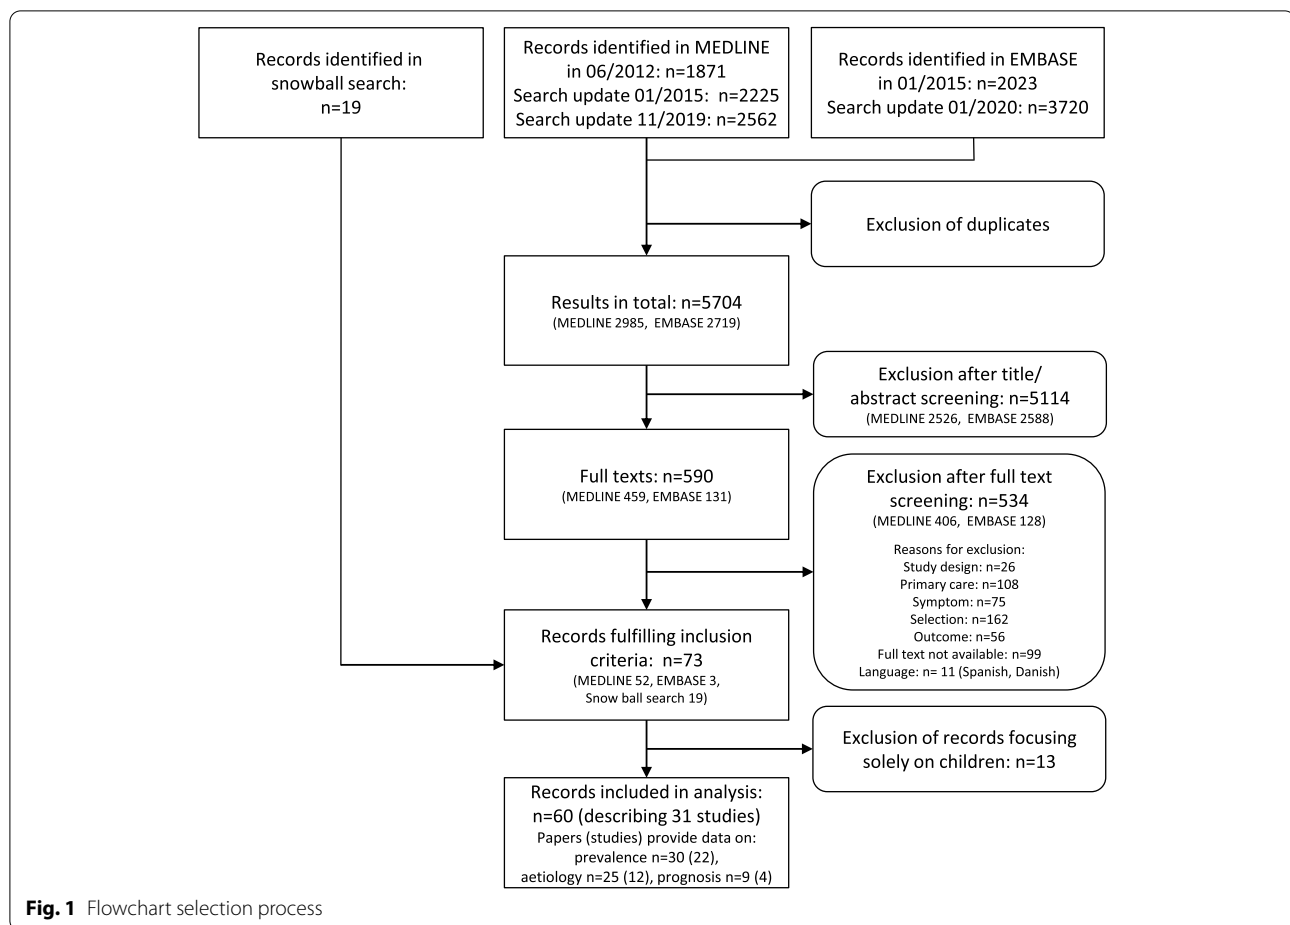 Records identified in
snowball search:
n=19
Records identified in MEDLINE
in 06/2012: n=1871
Search update 01/2015: n=2225
Search update 11/2019: n=2562
Records identified in EMBASE
in 01/2015: n=2023
Search update 01/2020: n=3720
Exclusion of duplicates
Results in total: n=5704
(MEDLINE 2985, EMBASE 2719)
Exclusion after title/
abstract screening: n=5114
(MEDLINE 2526, EMBASE 2588)
Full texts: n=590
(MEDLINE 459, EMBASE 131)
Exclusion after full text
screening: n=534
(MEDLINE 406, EMBASE 128)
Reasons for exclusion:
Study design: n=26
Primary care: n=108
Symptom: n=75
Selection: n=162
Outcome: n=56
Full text not available: n=99
Language: n= 11 (Spanish, Danish)
Records fulfilling inclusion
criteria: n=73
(MEDLINE 52, EMBASE 3,
Snow ball search 19)
Exclusion of records focusing
solely on children: n=13
Records included in analysis:
n=60 (describing 31 studies)
Papers (studies) provide data on:
prevalence n=30 (22),
aetiology n=25 (12), prognosis n=9 (4)
Fig. 1 Flowchart selection process